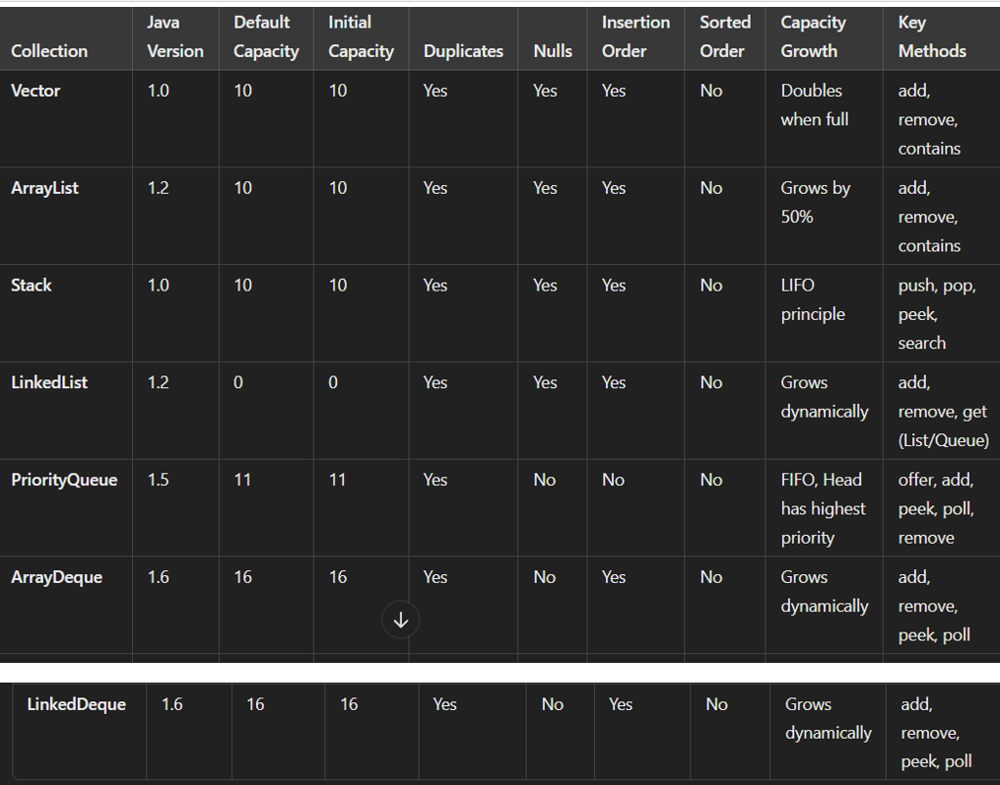 Collection Java Version Default Capacity Initial Capacity Duplicates Nulls Insertion Order Sorted Order Capacity Growth Key Methods
Vector 1.0 10 10 Yes Yes Yes No Doubles when full add, remove, contains
ArrayList 1.2 10 10 Yes Yes Yes No Grows by 50% add, remove, contains
Stack 1.0 10 10 Yes Yes Yes No LIFO principle push, pop, peek, search
LinkedList 1.2 0 0 Yes Yes Yes No Grows dynamically add, remove, get (List/Queue)
PriorityQueue 1.5 11 11 Yes No No No FIFO, Head has highest priority offer, add, peek, poll, remove
ArrayDeque 1.6 16 16 Yes No Yes No Grows dynamically add, remove, peek, poll
LinkedDeque 1.6 16 16 Yes No Yes No Grows dynamically add, remove, peek, poll